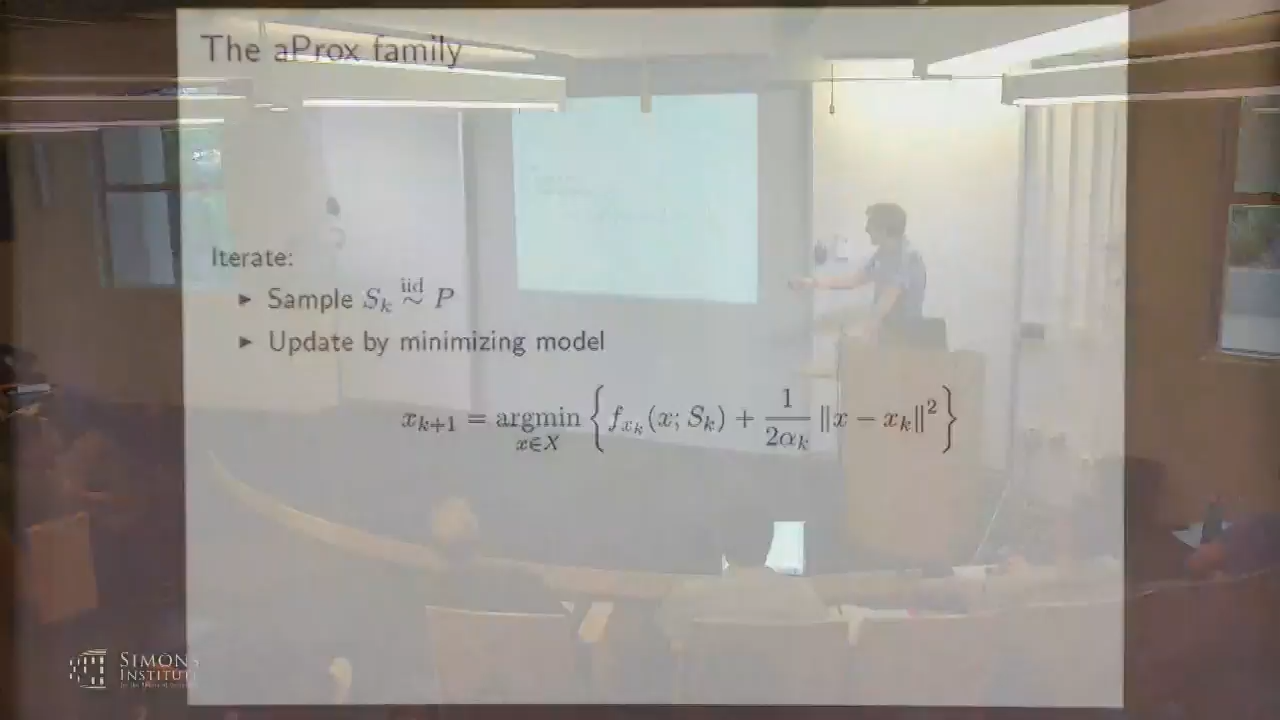 The aProx family
Iterate:
► Sample $S_k \overset{\text{iid}}{\sim} P$
► Update by minimizing model
$x_{k+1} = \underset{x \in X}{\operatorname{argmin}} \left\{ f_{x_k}(x; S_k) + \frac{1}{2\alpha_k} \|x - x_k\|^2 \right\}$
SIMONS
INSTITUTE